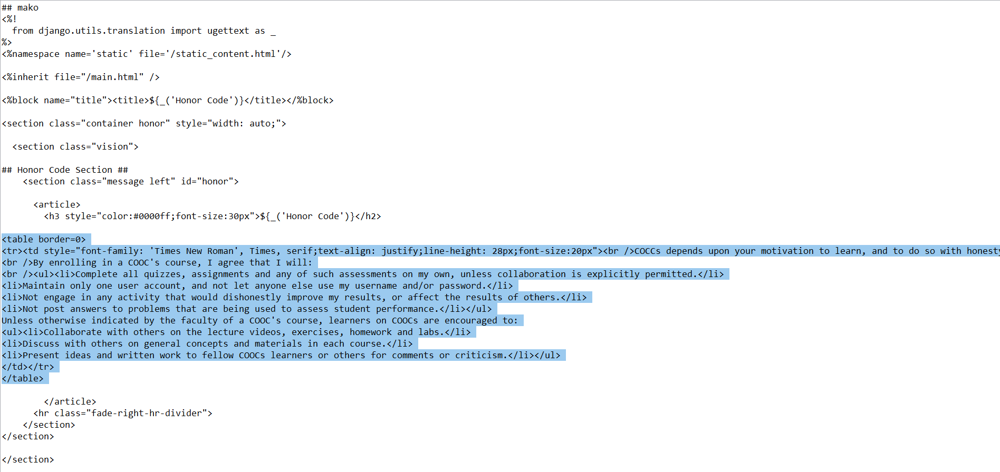 ## mako
<%!
  from django.utils.translation import ugettext as _
%>
<%namespace name='static' file='/static_content.html'/>
<%inherit file="/main.html" />
<%block name="title"><title>${_('Honor Code')}</title></%block>
<section class="container honor" style="width: auto;">
  <section class="vision">
## Honor Code Section ##
    <section class="message left" id="honor">
      <article>
        <h3 style="color:#0000ff;font-size:30px">${_('Honor Code')}</h2>
<table border=0>
<tr><td style="font-family: 'Times New Roman', Times, serif;text-align: justify;line-height: 28px;font-size:20px"><br />COCCs depends upon your motivation to learn, and to do so with honesty
<br />By enrolling in a COOC's course, I agree that I will:
<br /><ul><li>Complete all quizzes, assignments and any of such assessments on my own, unless collaboration is explicitly permitted.</li>
<li>Maintain only one user account, and not let anyone else use my username and/or password.</li>
<li>Not engage in any activity that would dishonestly improve my results, or affect the results of others.</li>
<li>Not post answers to problems that are being used to assess student performance.</li></ul>
Unless otherwise indicated by the faculty of a COOC's course, learners on COOCs are encouraged to:
<ul><li>Collaborate with others on the lecture videos, exercises, homework and labs.</li>
<li>Discuss with others on general concepts and materials in each course.</li>
<li>Present ideas and written work to fellow COOCs learners or others for comments or criticism.</li></ul>
</td></tr>
</table>
        </article>
      <hr class="fade-right-hr-divider">
    </section>
</section>
</section>